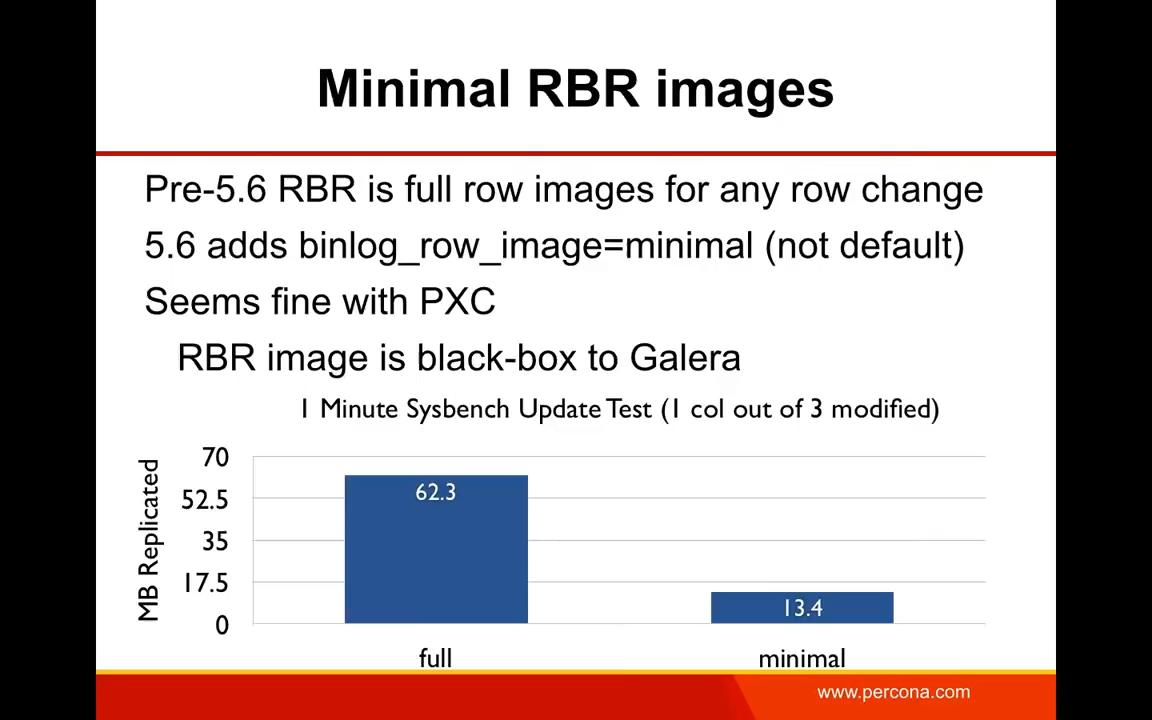 Minimal RBR images
Pre-5.6 RBR is full row images for any row change
5.6 adds binlog_row_image=minimal (not default)
Seems fine with PXC
RBR image is black-box to Galera
1 Minute Sysbench Update Test (1 col out of 3 modified)
MB Replicated
70
52.5
35
17.5
0
62.3
13.4
full
minimal
www.percona.com